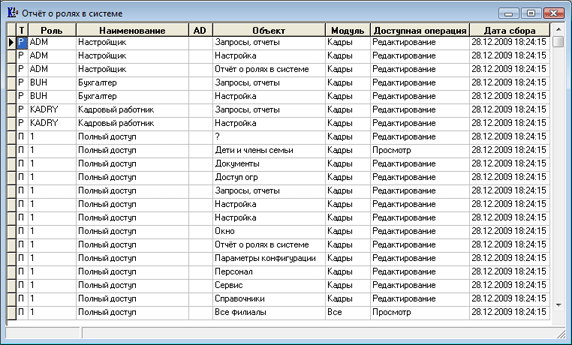 Отчёт о ролях в системе
Т Роль Наименование AD Объект Модуль Доступная операция Дата сбора
Р ADM Настройщик Запросы, отчеты Кадры Редактирование 28.12.2009 18:24:15
Р ADM Настройщик Настройка Кадры Редактирование 28.12.2009 18:24:15
Р ADM Настройщик Отчёт о ролях в системе Кадры Редактирование 28.12.2009 18:24:15
Р BUH Бухгалтер Запросы, отчеты Кадры Редактирование 28.12.2009 18:24:15
Р BUH Бухгалтер Настройка Кадры Редактирование 28.12.2009 18:24:15
Р KADRY Кадровый работник Запросы, отчеты Кадры Редактирование 28.12.2009 18:24:15
Р KADRY Кадровый работник Настройка Кадры Редактирование 28.12.2009 18:24:15
П 1 Полный доступ ? Кадры Редактирование 28.12.2009 18:24:15
П 1 Полный доступ Дети и члены семьи Кадры Просмотр 28.12.2009 18:24:15
П 1 Полный доступ Документы Кадры Редактирование 28.12.2009 18:24:15
П 1 Полный доступ Доступ огр Кадры Редактирование 28.12.2009 18:24:15
П 1 Полный доступ Запросы, отчеты Кадры Редактирование 28.12.2009 18:24:15
П 1 Полный доступ Настройка Кадры Редактирование 28.12.2009 18:24:15
П 1 Полный доступ Настройка Кадры Редактирование 28.12.2009 18:24:15
П 1 Полный доступ Окно Кадры Редактирование 28.12.2009 18:24:15
П 1 Полный доступ Отчёт о ролях в системе Кадры Редактирование 28.12.2009 18:24:15
П 1 Полный доступ Параметры конфигурации Кадры Редактирование 28.12.2009 18:24:15
П 1 Полный доступ Персонал Кадры Редактирование 28.12.2009 18:24:15
П 1 Полный доступ Сервис Кадры Редактирование 28.12.2009 18:24:15
П 1 Полный доступ Справочники Кадры Редактирование 28.12.2009 18:24:15
П 1 Полный доступ Все филиалы Все Просмотр 28.12.2009 18:24:15